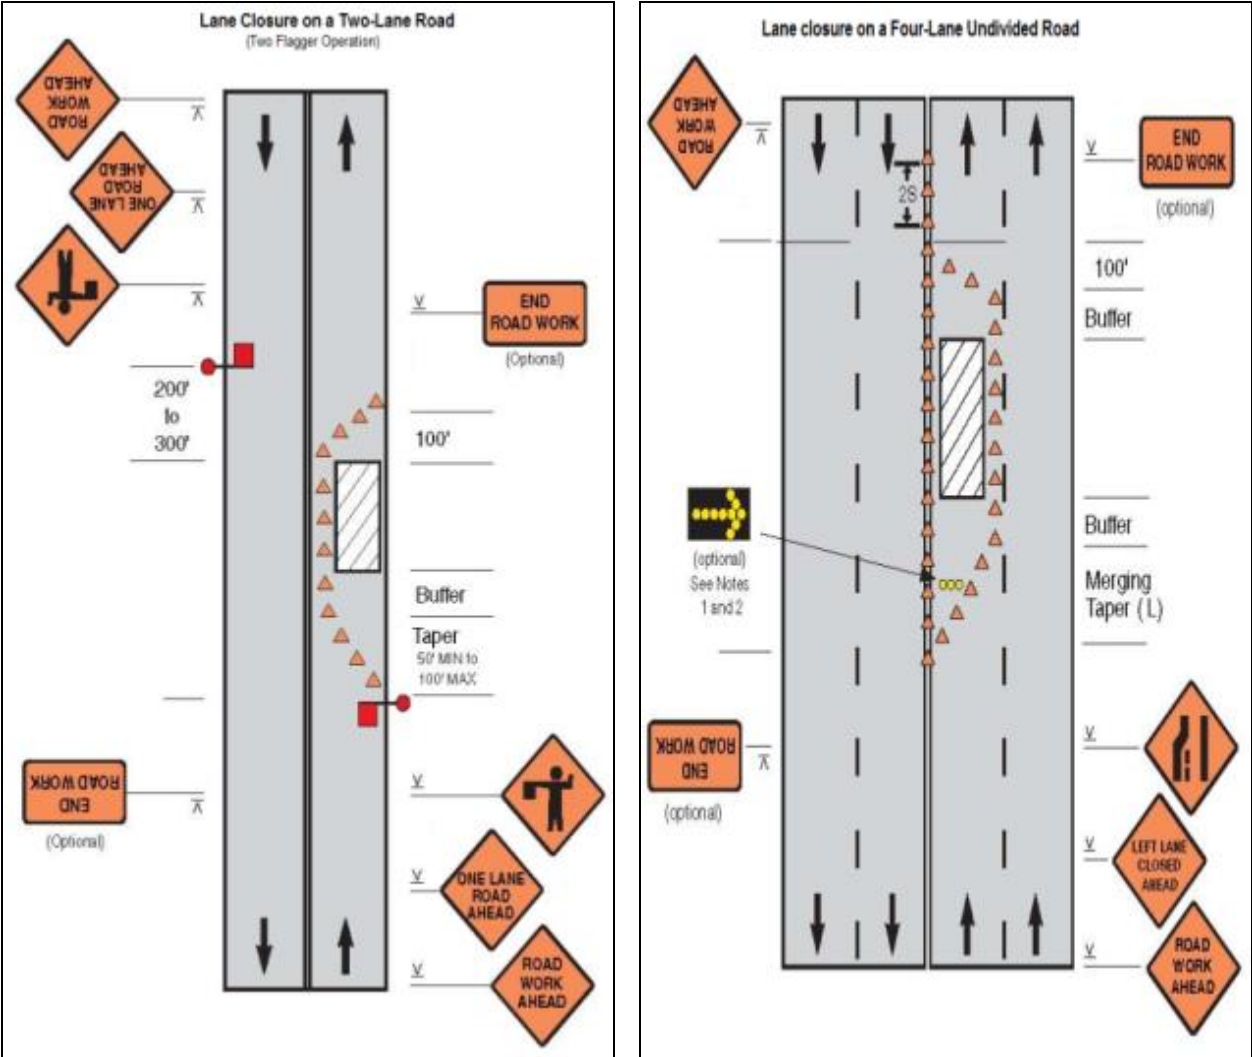 Lane Closure on a Two-Lane Road
(Two Flagger Operation)
ROAD
WORK
AHEAD
ONE LANE
ROAD
AHEAD
END
ROAD WORK
(Optional)
200'
to
300'
100'
Buffer
Taper
50' MIN to
100' MAX
END
ROAD WORK
(Optional)
ONE LANE
ROAD
AHEAD
ROAD
WORK
AHEAD
Lane closure on a Four-Lane Undivided Road
ROAD
WORK
AHEAD
END
ROAD WORK
(optional)
2S
100'
Buffer
(optional)
See Notes
1 and 2
Buffer
Merging
Taper (L)
END
ROAD WORK
(optional)
LEFT LANE
CLOSED
AHEAD
ROAD
WORK
AHEAD